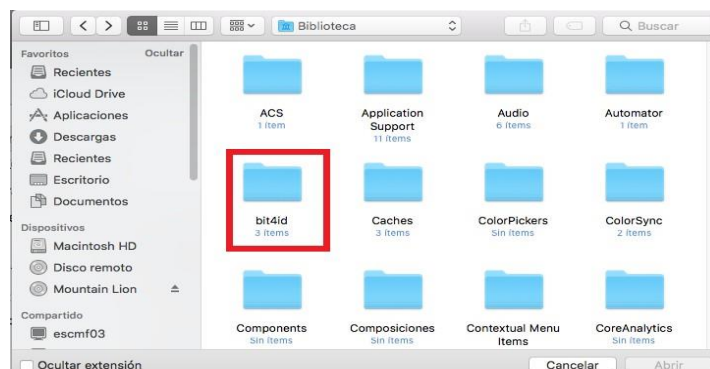 Biblioteca
Buscar
Favoritos
Ocultar
Recientes
iCloud Drive
Aplicaciones
Descargas
Recientes
Escritorio
Documentos
Dispositivos
Macintosh HD
Disco remoto
Mountain Lion
Compartido
escmf03
ACS
1 ítem
Application
Support
11 ítems
Audio
6 ítems
Automator
1 ítem
bit4id
3 ítems
Caches
3 ítems
ColorPickers
Sin ítems
ColorSync
2 ítems
Components
Sin ítems
Composiciones
Sin ítems
Contextual Menu
Items
CoreAnalytics
Sin ítems
Ocultar extensión
Cancelar
Abrir